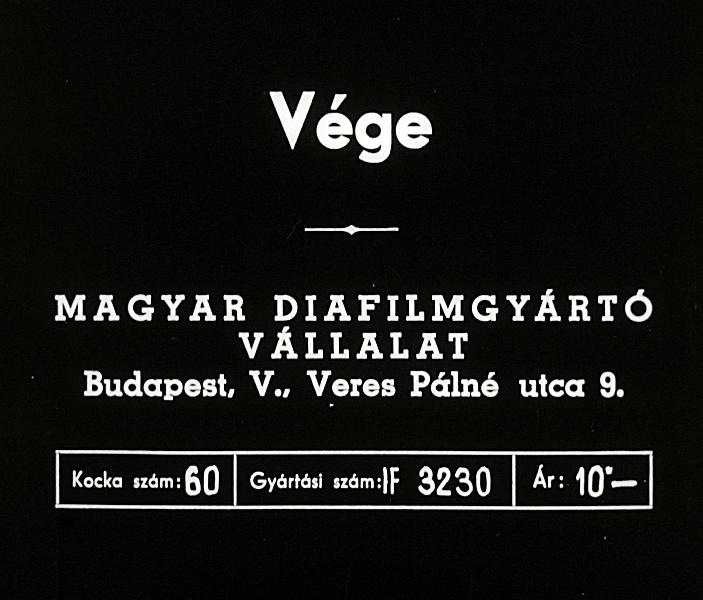 Vége
MAGYAR DIAFILMGYÁRTÓ
VÁLLALAT
Budapest, V., Veres Pálné utca 9.
Kocka szám: 60 Gyártási szám: IF 3230 Ár: 10·—